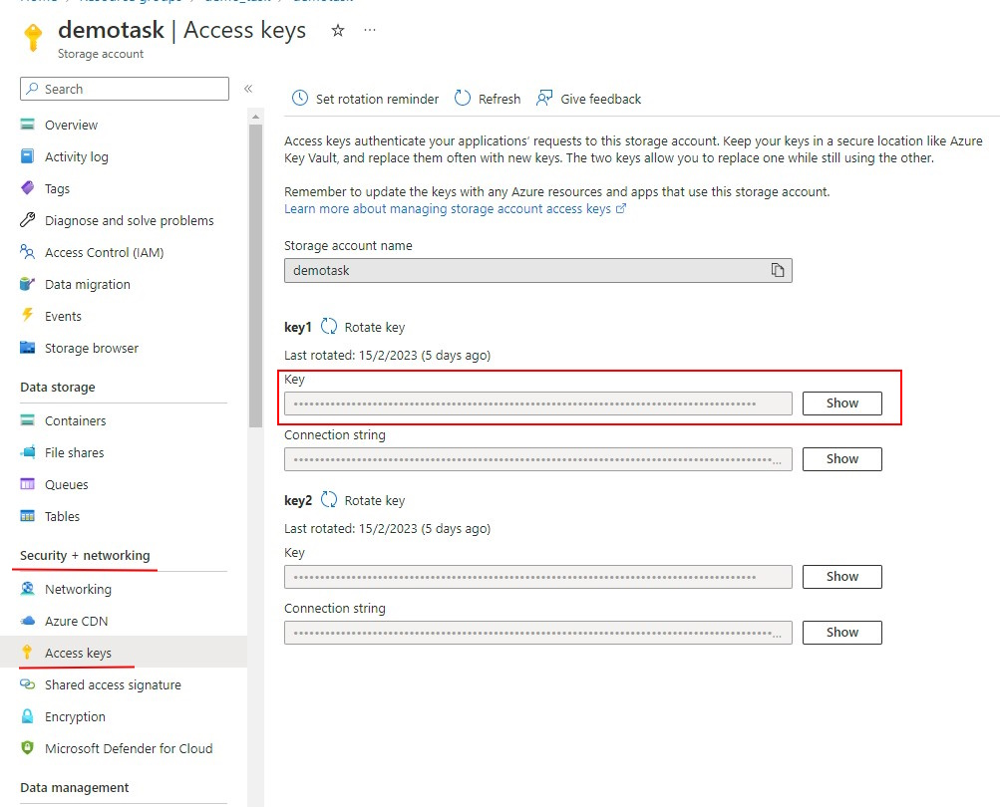 Home > Resource groups > demo_task > demotask
demotask | Access keys
Storage account
Search
Overview
Activity log
Tags
Diagnose and solve problems
Access Control (IAM)
Data migration
Events
Storage browser
Data storage
Containers
File shares
Queues
Tables
Security + networking
Networking
Azure CDN
Access keys
Shared access signature
Encryption
Microsoft Defender for Cloud
Data management
Set rotation reminder Refresh Give feedback
Access keys authenticate your applications' requests to this storage account. Keep your keys in a secure location like Azure
Key Vault, and replace them often with new keys. The two keys allow you to replace one while still using the other.
Remember to update the keys with any Azure resources and apps that use this storage account.
Learn more about managing storage account access keys
Storage account name
demotask
key1 Rotate key
Last rotated: 15/2/2023 (5 days ago)
Key
Show
Connection string
... Show
key2 Rotate key
Last rotated: 15/2/2023 (5 days ago)
Key
Show
Connection string
... Show